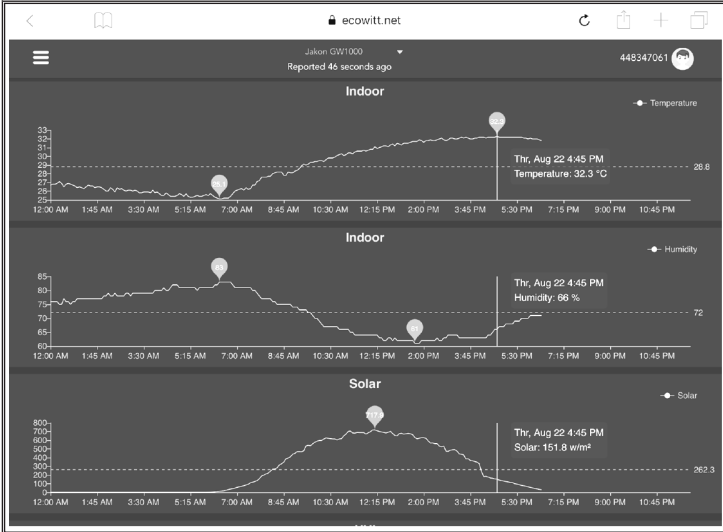 ecowitt.net
Jakon GW1000
Reported 46 seconds ago
448347061
Indoor
Temperature
32.3
33
31
30
29
28
27
26
25
28.8
Thr, Aug 22 4:45 PM
Temperature: 32.3 °C
12:00 AM 1:45 AM 3:30 AM 5:15 AM 7:00 AM 8:45 AM 10:30 AM 12:15 PM 2:00 PM 3:45 PM 5:30 PM 7:15 PM 9:00 PM 10:45 PM
Indoor
Humidity
83
85
80
75
70
65
60
61
72
Thr, Aug 22 4:45 PM
Humidity: 66 %
12:00 AM 1:45 AM 3:30 AM 5:15 AM 7:00 AM 8:45 AM 10:30 AM 12:15 PM 2:00 PM 3:45 PM 5:30 PM 7:15 PM 9:00 PM 10:45 PM
Solar
Solar
717.9
800
700
600
500
400
300
200
100
0
262.3
Thr, Aug 22 4:45 PM
Solar: 151.8 w/m²
12:00 AM 1:45 AM 3:30 AM 5:15 AM 7:00 AM 8:45 AM 10:30 AM 12:15 PM 2:00 PM 3:45 PM 5:30 PM 7:15 PM 9:00 PM 10:45 PM